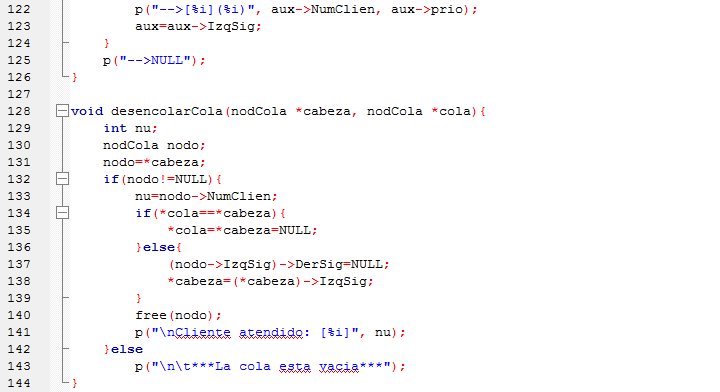 122 p("-->[%i](%i)", aux->NumClien, aux->prio);
123 aux=aux->IzqSig;
124 }
125 p("-->NULL");
126 }
127
128 void desencolarCola(nodCola *cabeza, nodCola *cola){
129 int nu;
130 nodCola nodo;
131 nodo=*cabeza;
132 if(nodo!=NULL){
133 nu=nodo->NumClien;
134 if(*cola==*cabeza){
135 *cola=*cabeza=NULL;
136 }else{
137 (nodo->IzqSig)->DerSig=NULL;
138 *cabeza=(*cabeza)->IzqSig;
139 }
140 free(nodo);
141 p("\nCliente atendido: [%i]", nu);
142 }else
143 p("\n\t***La cola esta vacia***");
144 }